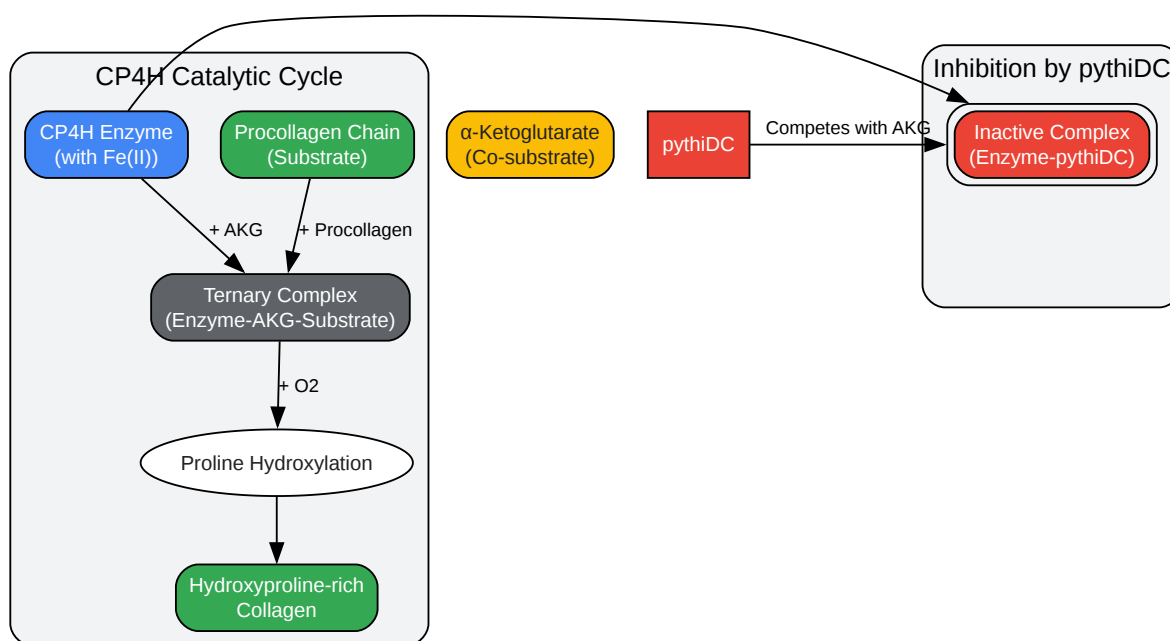 CP4H Catalytic Cycle
Inhibition by pythiDC
CP4H Enzyme
(with Fe(II))
Procollagen Chain
(Substrate)
α-Ketoglutarate
(Co-substrate)
pythiDC
Competes with AKG
Inactive Complex
(Enzyme-pythiDC)
+ AKG
+ Procollagen
Ternary Complex
(Enzyme-AKG-Substrate)
+ O2
Proline Hydroxylation
Hydroxyproline-rich
Collagen